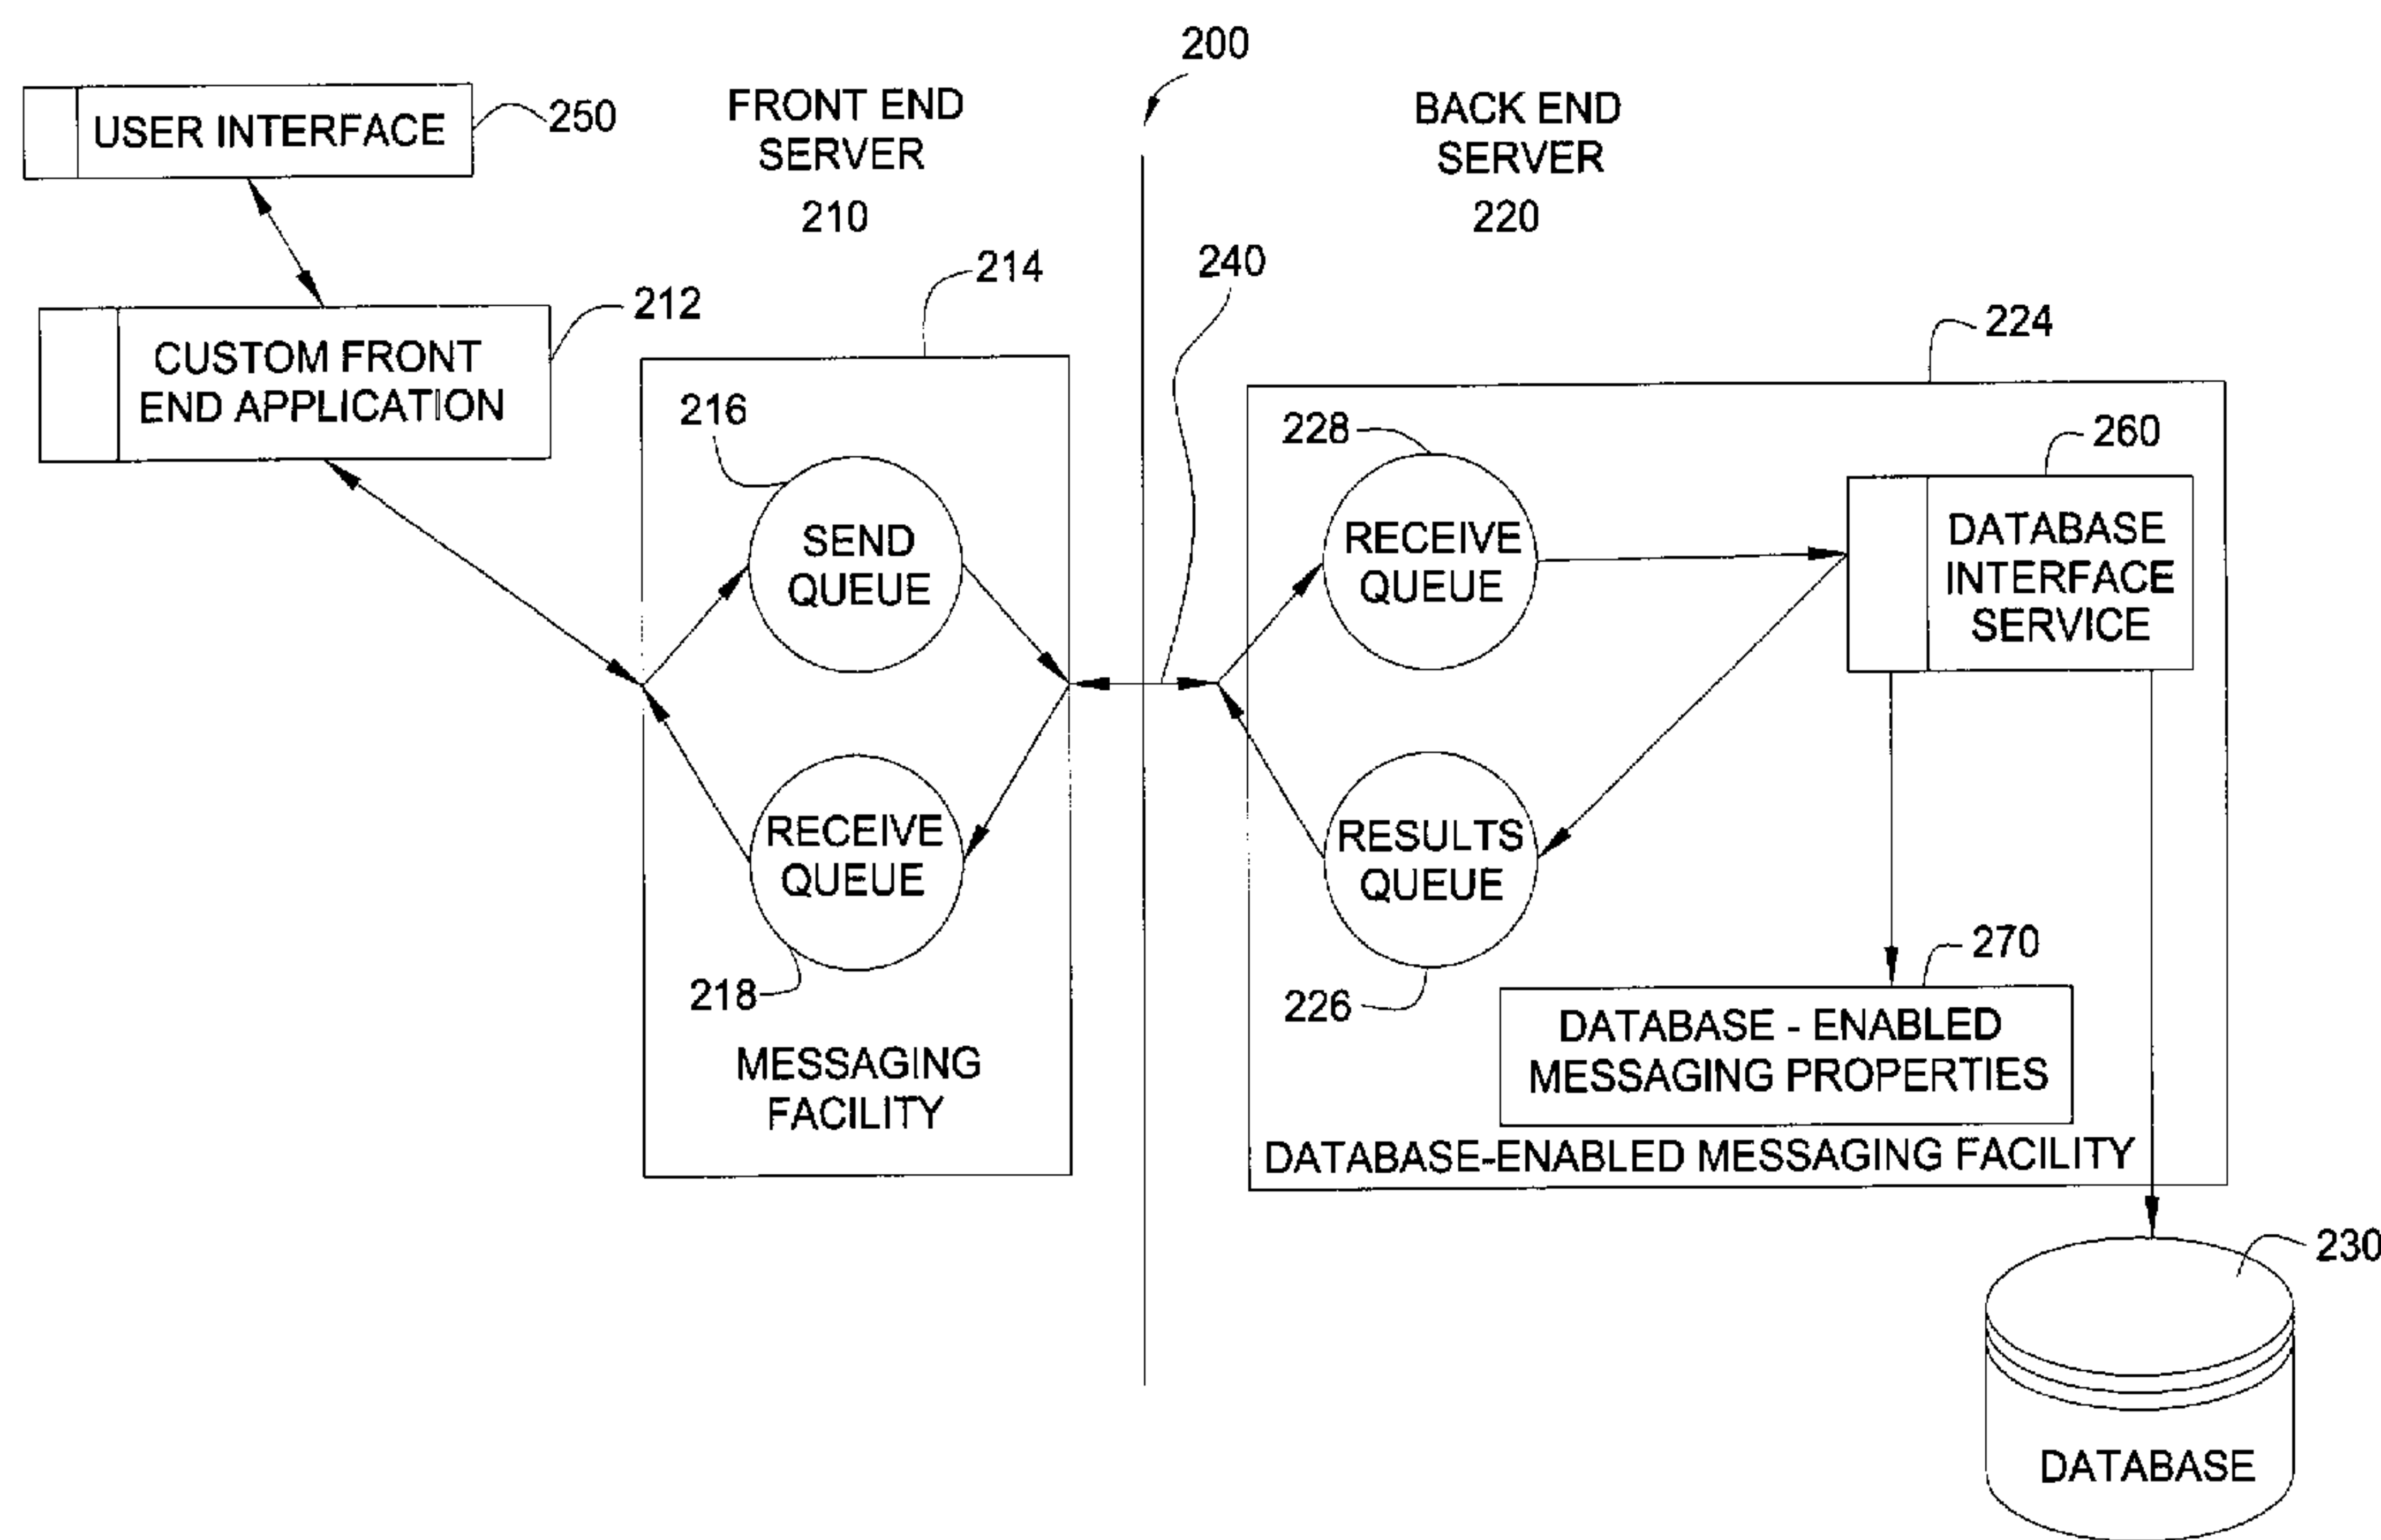 200
USER INTERFACE
250
FRONT END
SERVER
210
BACK END
SERVER
220
212
CUSTOM FRONT
END APPLICATION
214
216
SEND
QUEUE
RECEIVE
QUEUE
218
MESSAGING
FACILITY
240
224
228
RECEIVE
QUEUE
260
DATABASE
INTERFACE
SERVICE
RESULTS
QUEUE
226
270
DATABASE - ENABLED
MESSAGING PROPERTIES
DATABASE-ENABLED MESSAGING FACILITY
230
DATABASE